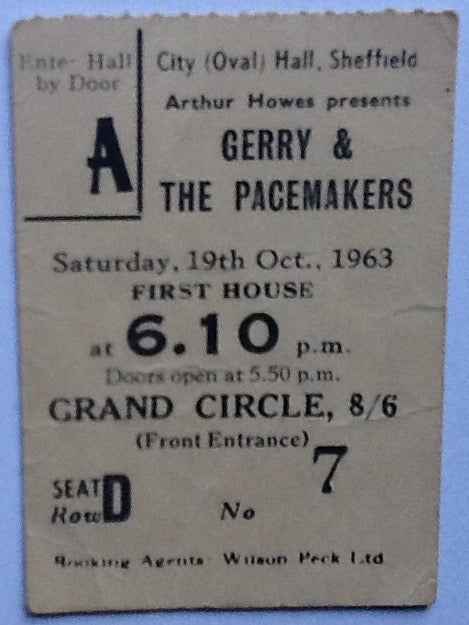 Enter Hall
by Door
A
City (Oval) Hall, Sheffield
Arthur Howes presents
GERRY &
THE PACEMAKERS
Saturday, 19th Oct., 1963
FIRST HOUSE
at 6.10 p.m.
Doors open at 5.50 p.m.
GRAND CIRCLE, 8/6
(Front Entrance)
SEAT
Row D No 7
Booking Agents: Wilson Peck Ltd